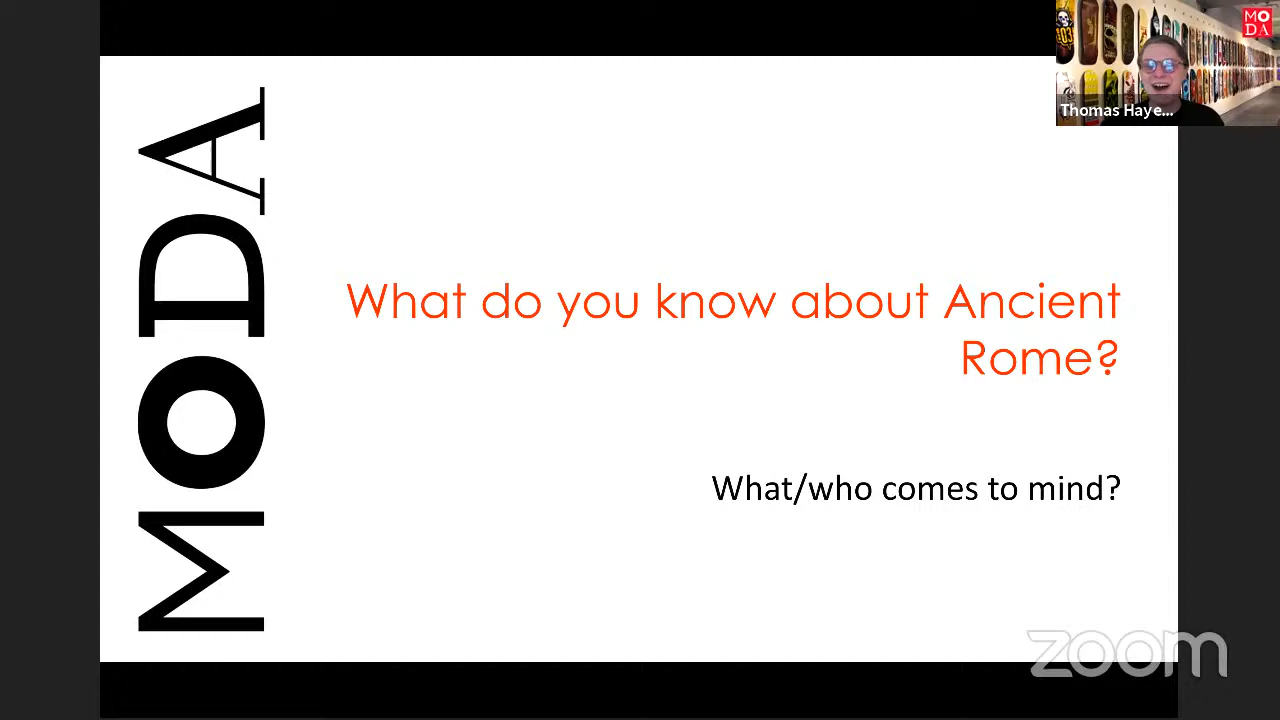 MODA
What do you know about Ancient
Rome?
What/who comes to mind?
MO
DA
Thomas Haye...
zoom